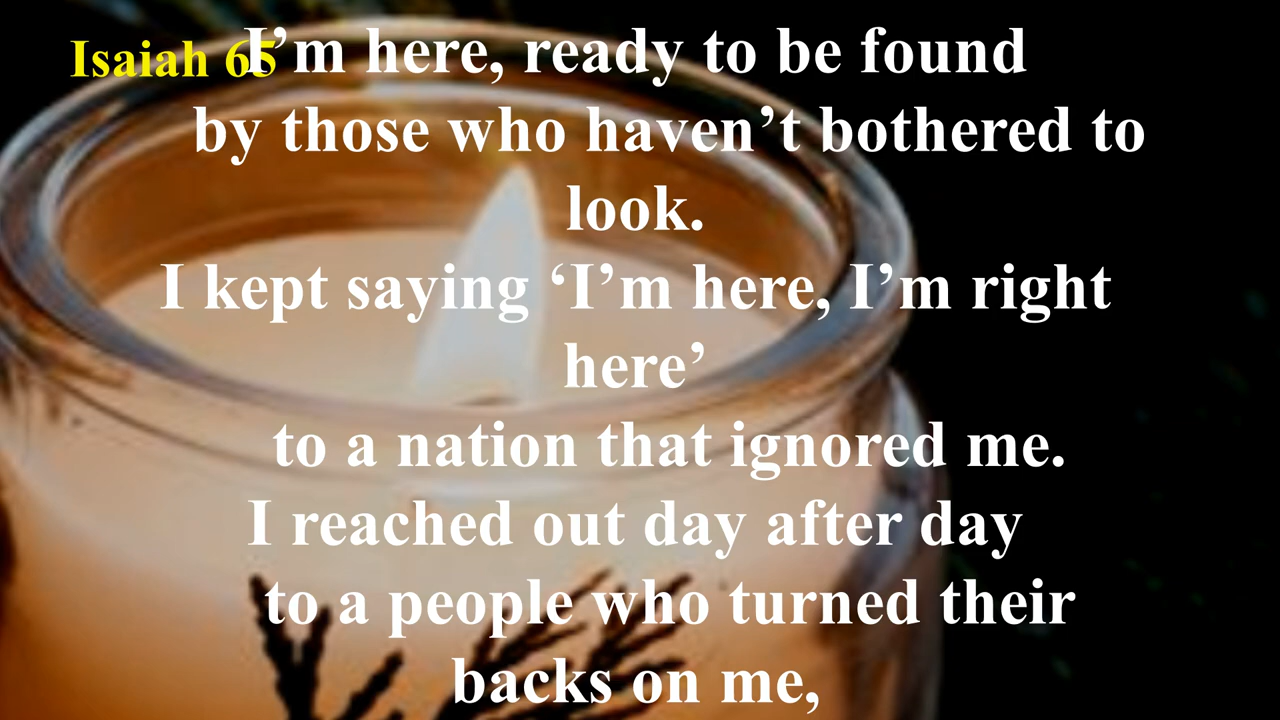 Isaiah 65
I’m here, ready to be found
by those who haven’t bothered to
look.
I kept saying ‘I’m here, I’m right
here’
to a nation that ignored me.
I reached out day after day
to a people who turned their
backs on me,